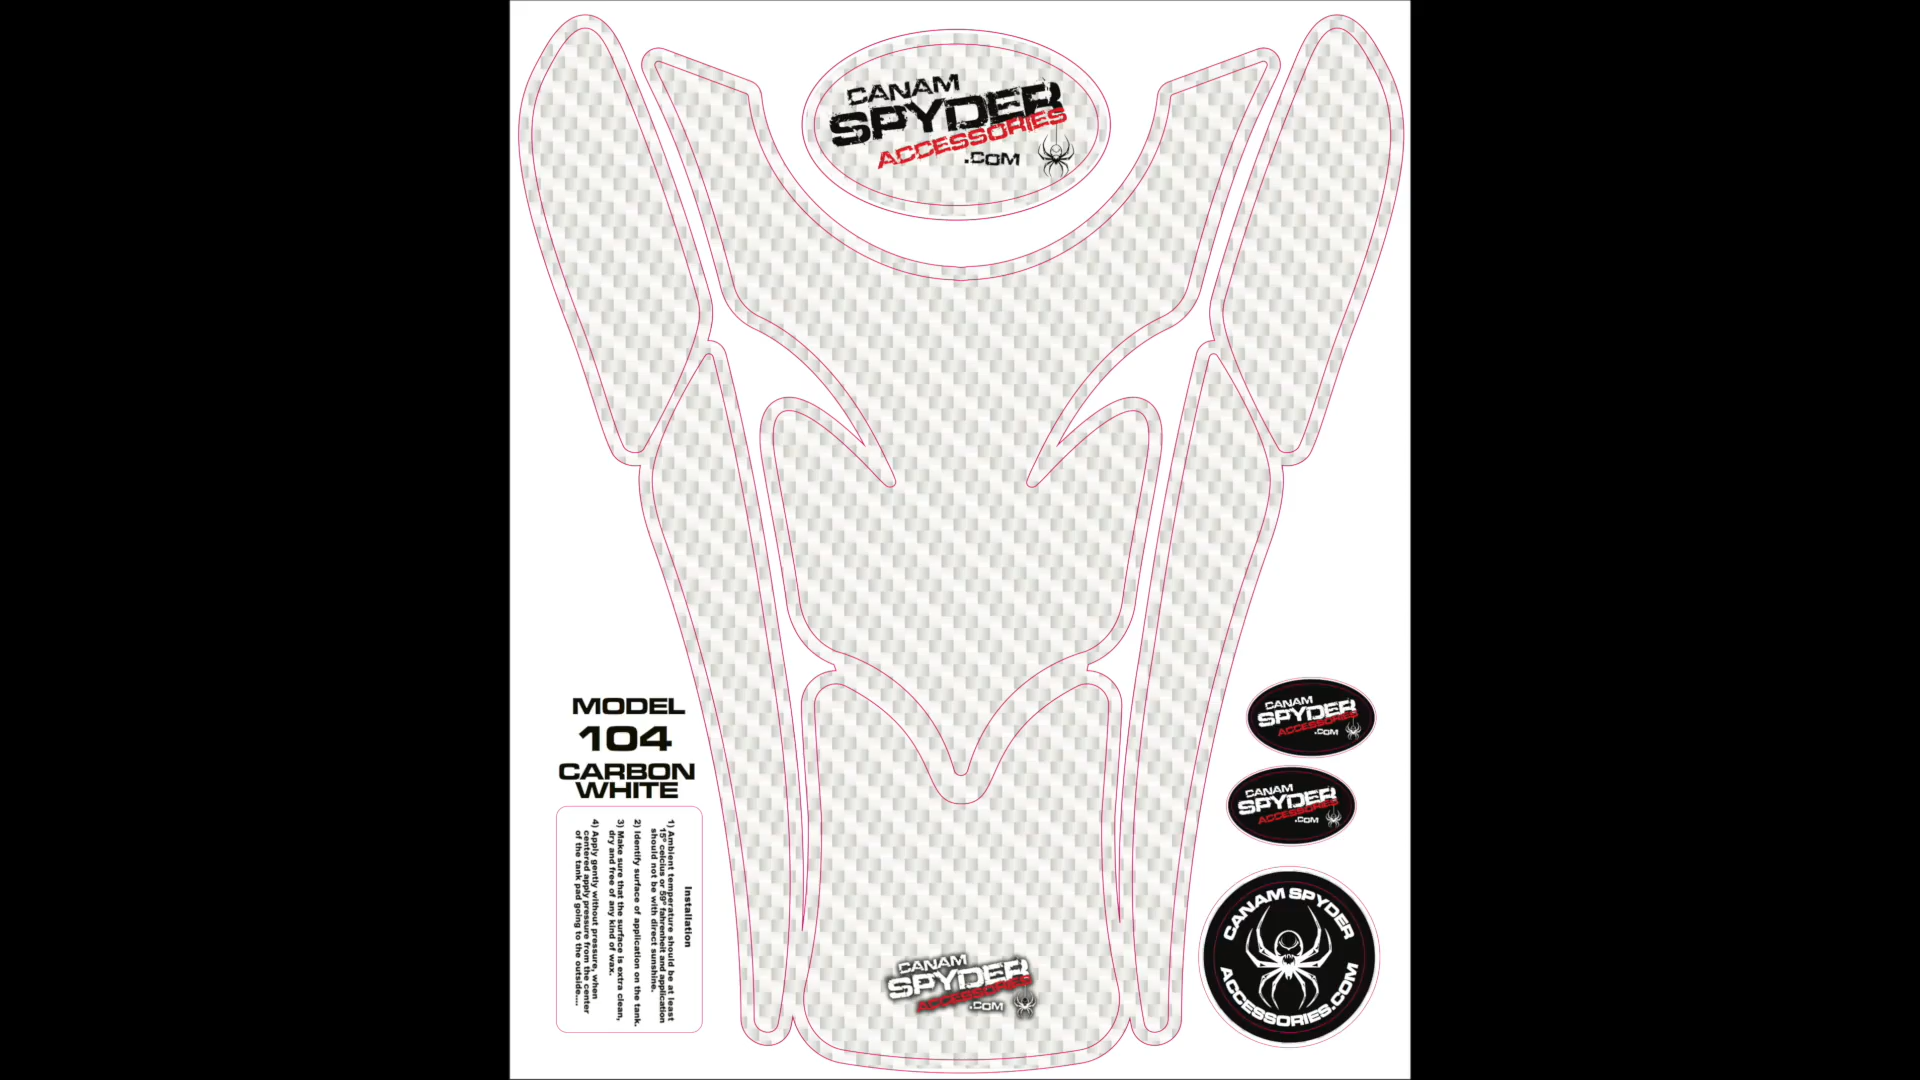 CANAM
SPYDER
ACCESSORIES
.COM
MODEL
104
CARBON
WHITE
Installation
1) Ambient temperature should be at least
15° celcius or 59° fahrenheit and application
should not be with direct sunshine.
2) Identify surface of application on the tank.
3) Make sure that the surface is extra clean,
dry and free of any kind of wax.
4) Apply gently without pressure, when
centered apply pressure from the center
of the tank pad going to the outside....
CANAM
SPYDER
ACCESSORIES
.COM
CANAM
SPYDER
ACCESSORIES
.COM
CANAM
SPYDER
ACCESSORIES
.COM
CANAM SPYDER
ACCESSORIES.COM